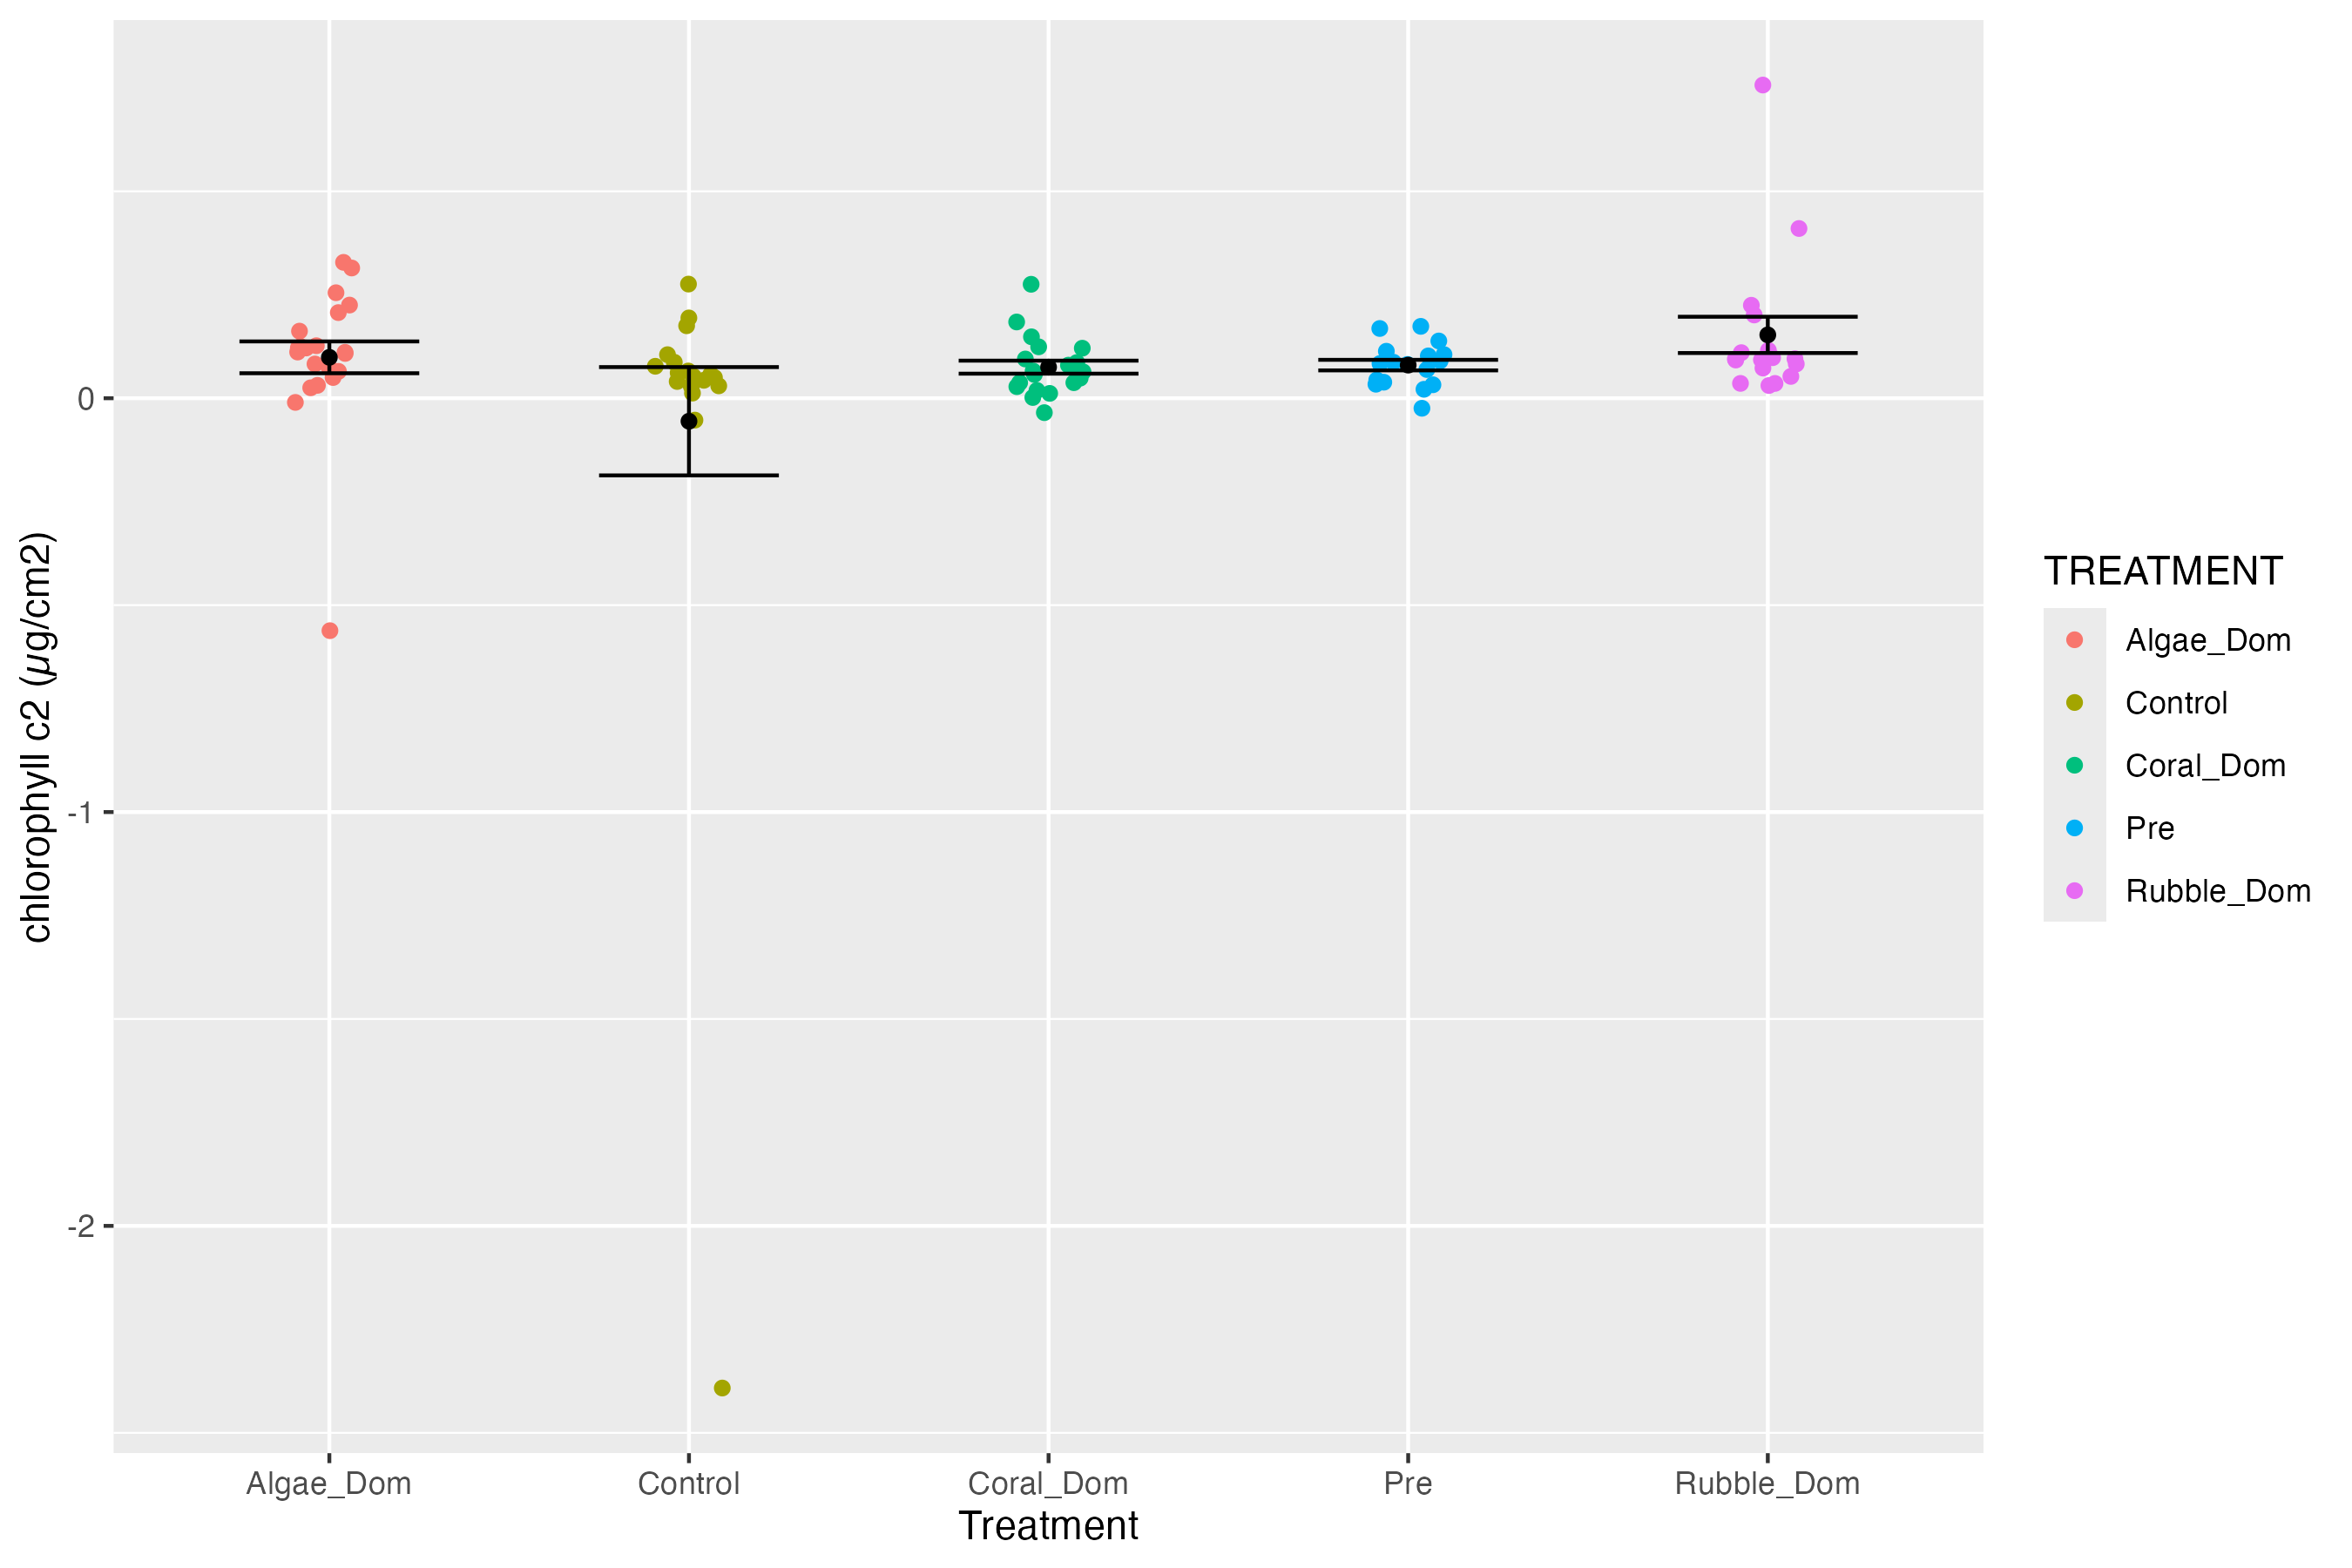 chlorophyll c2 (µg/cm2)
0
-1
-2
Algae_Dom
Control
Coral_Dom
Pre
Rubble_Dom
Treatment
TREATMENT
Algae_Dom
Control
Coral_Dom
Pre
Rubble_Dom